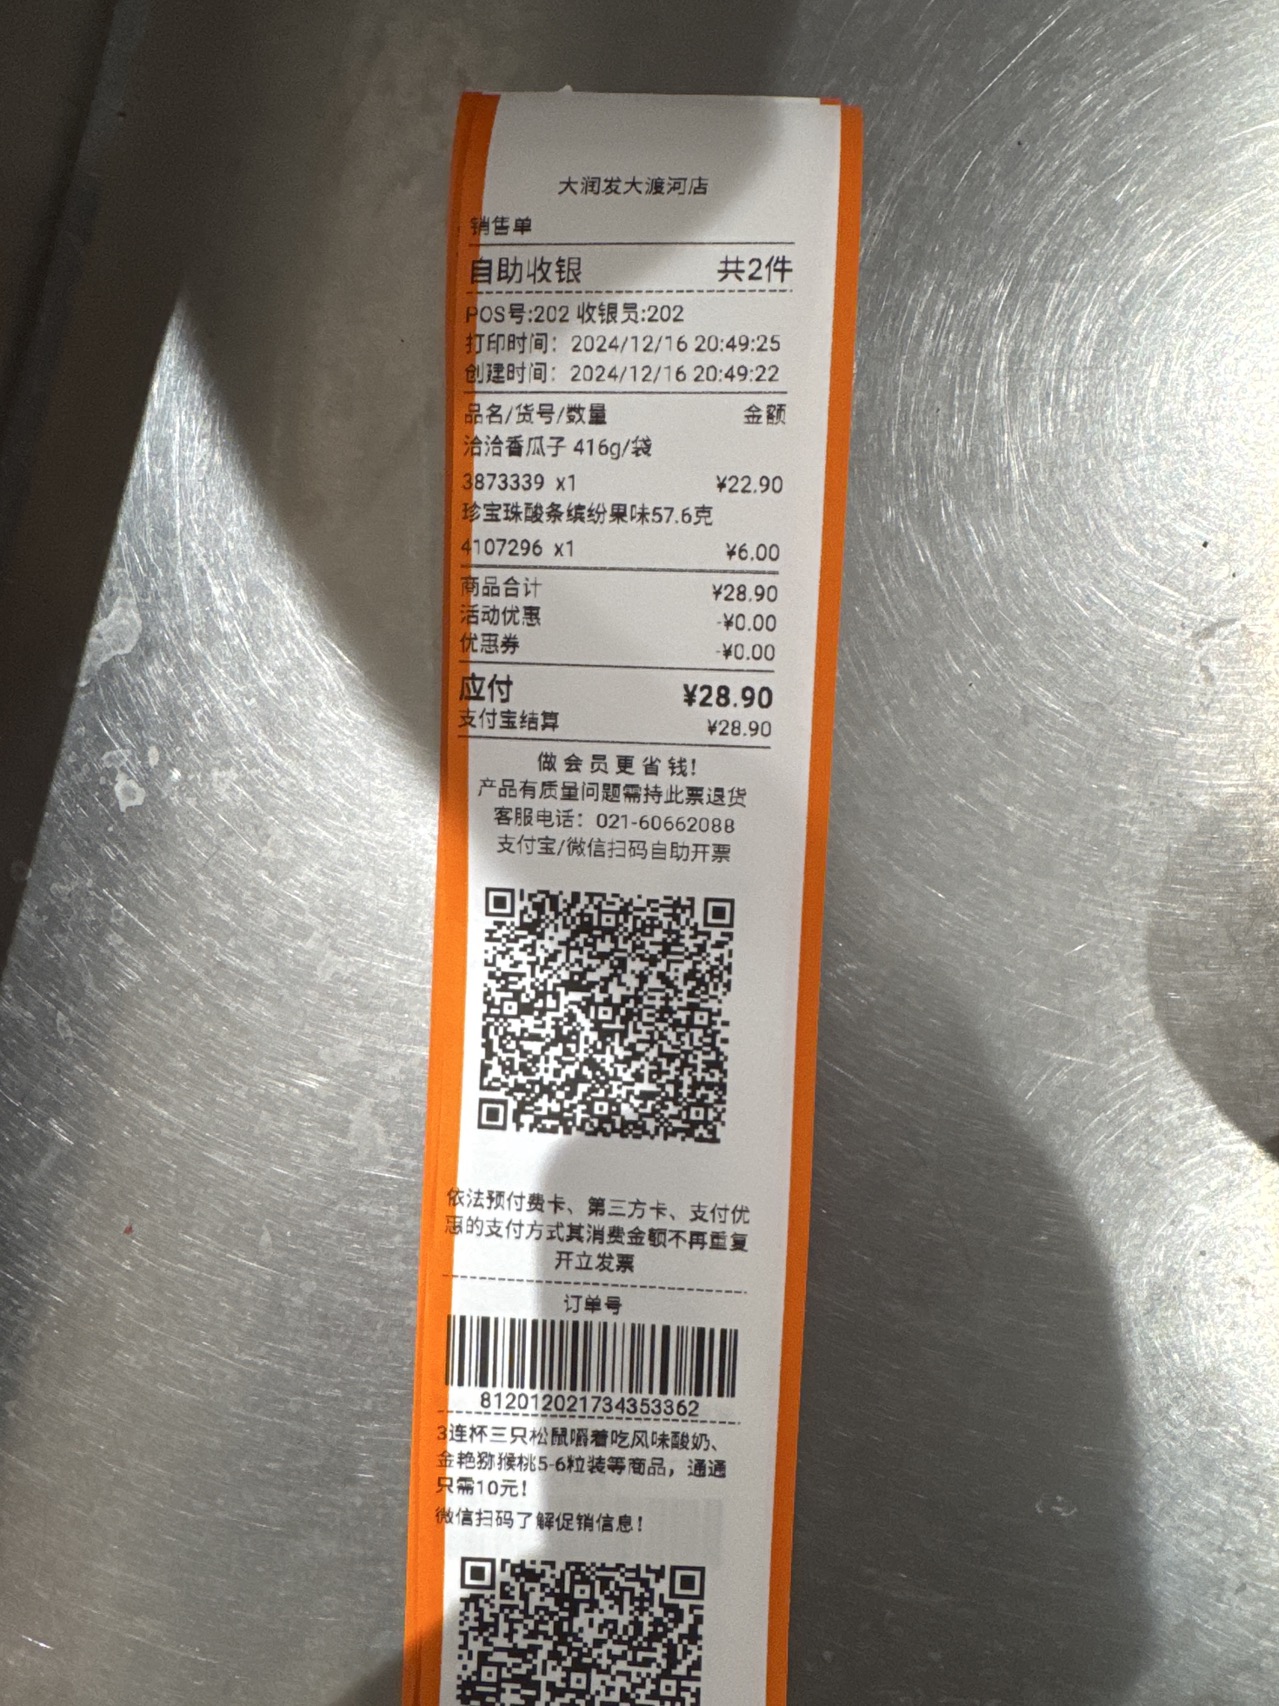 大润发大渡河店
销售单
自助收银 共2件
POS号:202 收银员:202
打印时间：2024/12/16 20:49:25
创建时间：2024/12/16 20:49:22
品名/货号/数量 金额
洽洽香瓜子 416g/袋
3873339 x1 ¥22.90
珍宝珠酸条缤纷果味57.6克
4107296 x1 ¥6.00
商品合计 ¥28.90
活动优惠 -¥0.00
优惠券 -¥0.00
应付 ¥28.90
支付宝结算 ¥28.90
做会员更省钱!
产品有质量问题需持此票退货
客服电话：021-60662088
支付宝/微信扫码自助开票
依法预付费卡、第三方卡、支付优
惠的支付方式其消费金额不再重复
开立发票
订单号
812012021734353362
3连杯三只松鼠嚼着吃风味酸奶、
金艳猕猴桃5-6粒装等商品，通通
只需10元!
微信扫码了解促销信息!